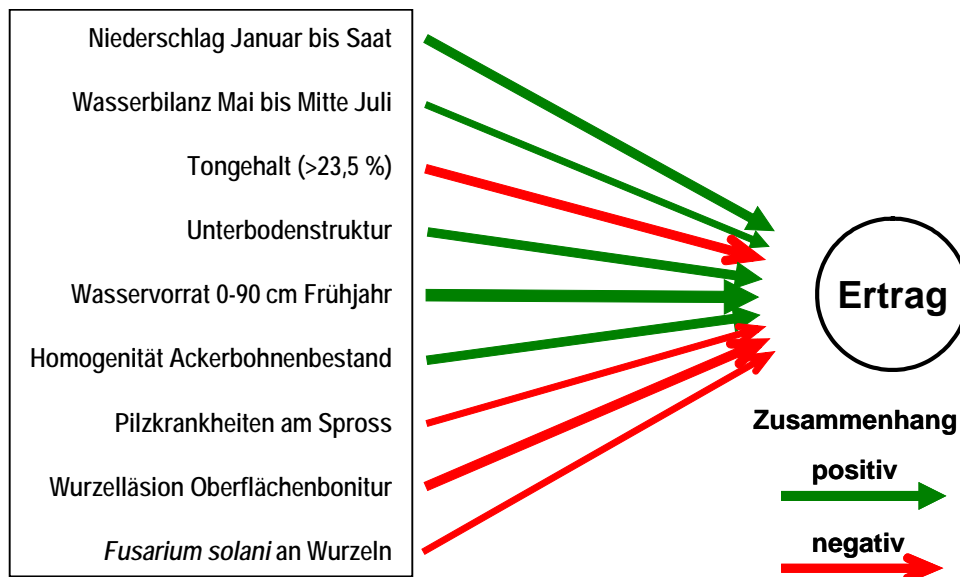 Niederschlag Januar bis Saat
Wasserbilanz Mai bis Mitte Juli
Tongehalt (>23,5 %)
Unterbodenstruktur
Wasservorrat 0-90 cm Frühjahr
Homogenität Ackerbohnenbestand
Pilzkrankheiten am Spross
Wurzelläsion Oberflächenbonitur
Fusarium solani an Wurzeln
Ertrag
Zusammenhang
positiv
negativ